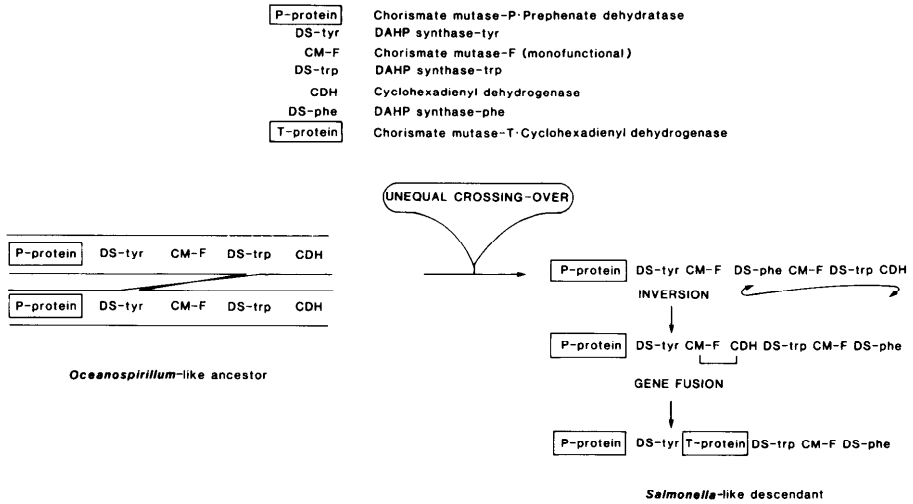 P-protein Chorismate mutase-P·Prephenate dehydratase
DS-tyr DAHP synthase-tyr
CM-F Chorismate mutase-F (monofunctional)
DS-trp DAHP synthase-trp
CDH Cyclohexadienyl dehydrogenase
DS-phe DAHP synthase-phe
T-protein Chorismate mutase-T·Cyclohexadienyl dehydrogenase
UNEQUAL CROSSING-OVER
P-protein DS-tyr CM-F DS-trp CDH
P-protein DS-tyr CM-F DS-trp CDH
Oceanospirillum-like ancestor
P-protein DS-tyr CM-F DS-phe CM-F DS-trp CDH
INVERSION
P-protein DS-tyr CM-F CDH DS-trp CM-F DS-phe
GENE FUSION
P-protein DS-tyr T-protein DS-trp CM-F DS-phe
Salmonella-like descendant